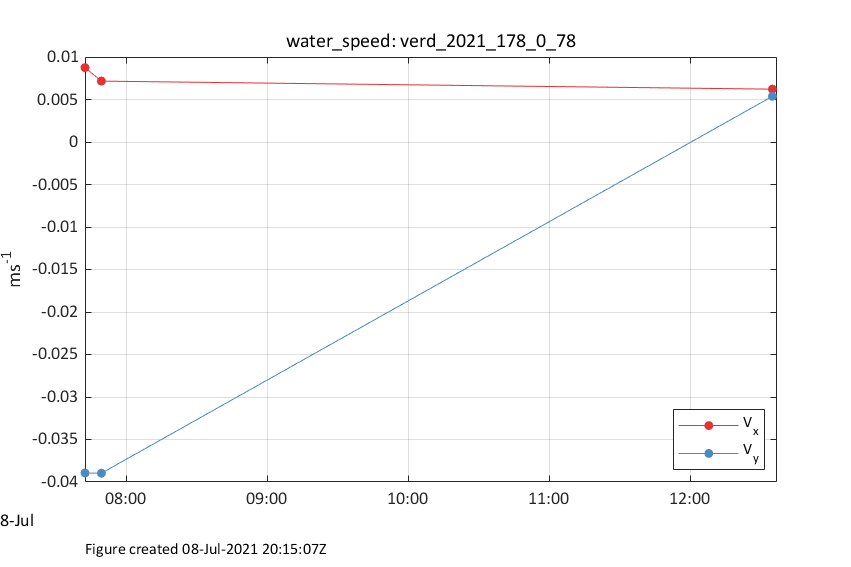 water_speed: verd_2021_178_0_78
0.01
0.005
0
-0.005
-0.01
-0.015
-0.02
-0.025
-0.03
-0.035
-0.04
ms-1
08:00 09:00 10:00 11:00 12:00
8-Jul
Vx
Vy
Figure created 08-Jul-2021 20:15:07Z